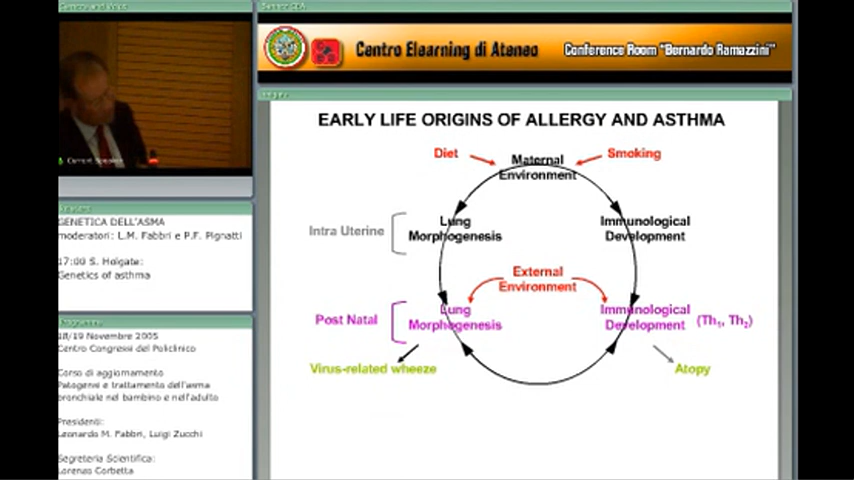 Centro Elearning di Ateneo
Conference Room "Bernardo Ramazzini"
Current Speaker
GENETICA DELL'ASMA
moderatori: L.M. Fabbri e P.F. Pignatti
17:00 S. Holgate:
Genetics of asthma
Programma
18/19 Novembre 2005
Centro Congressi del Policlinico
Corso di aggiornamento
Patogenesi e trattamento dell'asma
bronchiale nel bambino e nell'adulto
Presidenti:
Leonardo M. Fabbri, Luigi Zucchi
Segreteria Scientifica:
Lorenzo Corbetta
EARLY LIFE ORIGINS OF ALLERGY AND ASTHMA
Diet
Smoking
Maternal
Environment
Intra Uterine
Lung
Morphogenesis
Immunological
Development
External
Environment
Post Natal
Lung
Morphogenesis
Immunological
Development
(Th1, Th2)
Virus-related wheeze
Atopy